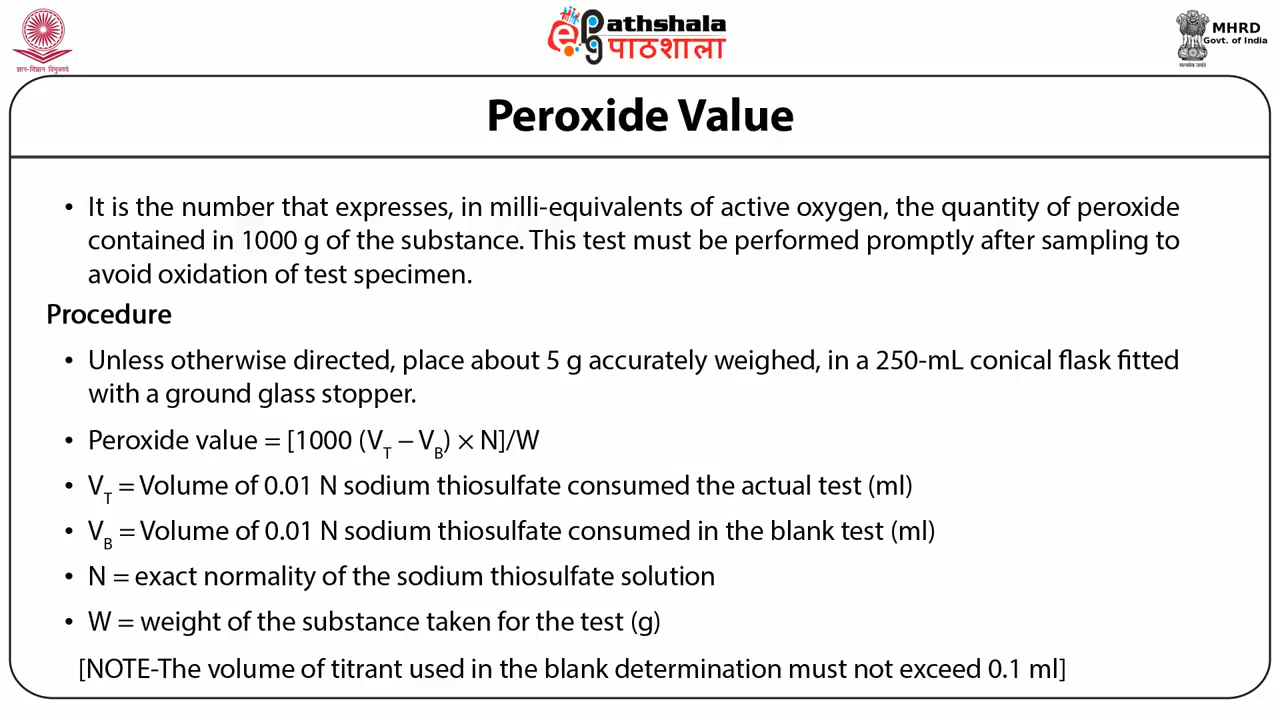 ज्ञान-विज्ञान विमुक्तये
ePathshala
पाठशाला
MHRD
Govt. of India
सत्यमेव जयते
Peroxide Value
• It is the number that expresses, in milli-equivalents of active oxygen, the quantity of peroxide
contained in 1000 g of the substance. This test must be performed promptly after sampling to
avoid oxidation of test specimen.
Procedure
• Unless otherwise directed, place about 5 g accurately weighed, in a 250-mL conical flask fitted
with a ground glass stopper.
• Peroxide value = [1000 (V_T – V_B) × N]/W
• V_T = Volume of 0.01 N sodium thiosulfate consumed the actual test (ml)
• V_B = Volume of 0.01 N sodium thiosulfate consumed in the blank test (ml)
• N = exact normality of the sodium thiosulfate solution
• W = weight of the substance taken for the test (g)
[NOTE-The volume of titrant used in the blank determination must not exceed 0.1 ml]